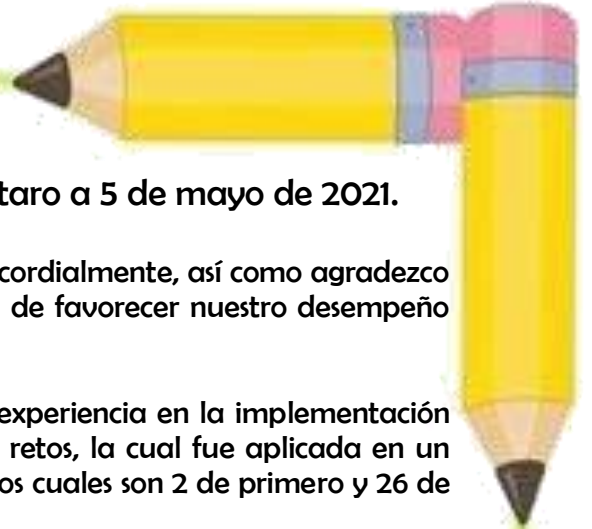 taro a 5 de mayo de 2021.
cordialmente, así como agradezco
de favorecer nuestro desempeño
experiencia en la implementación
retos, la cual fue aplicada en un
os cuales son 2 de primero y 26 de